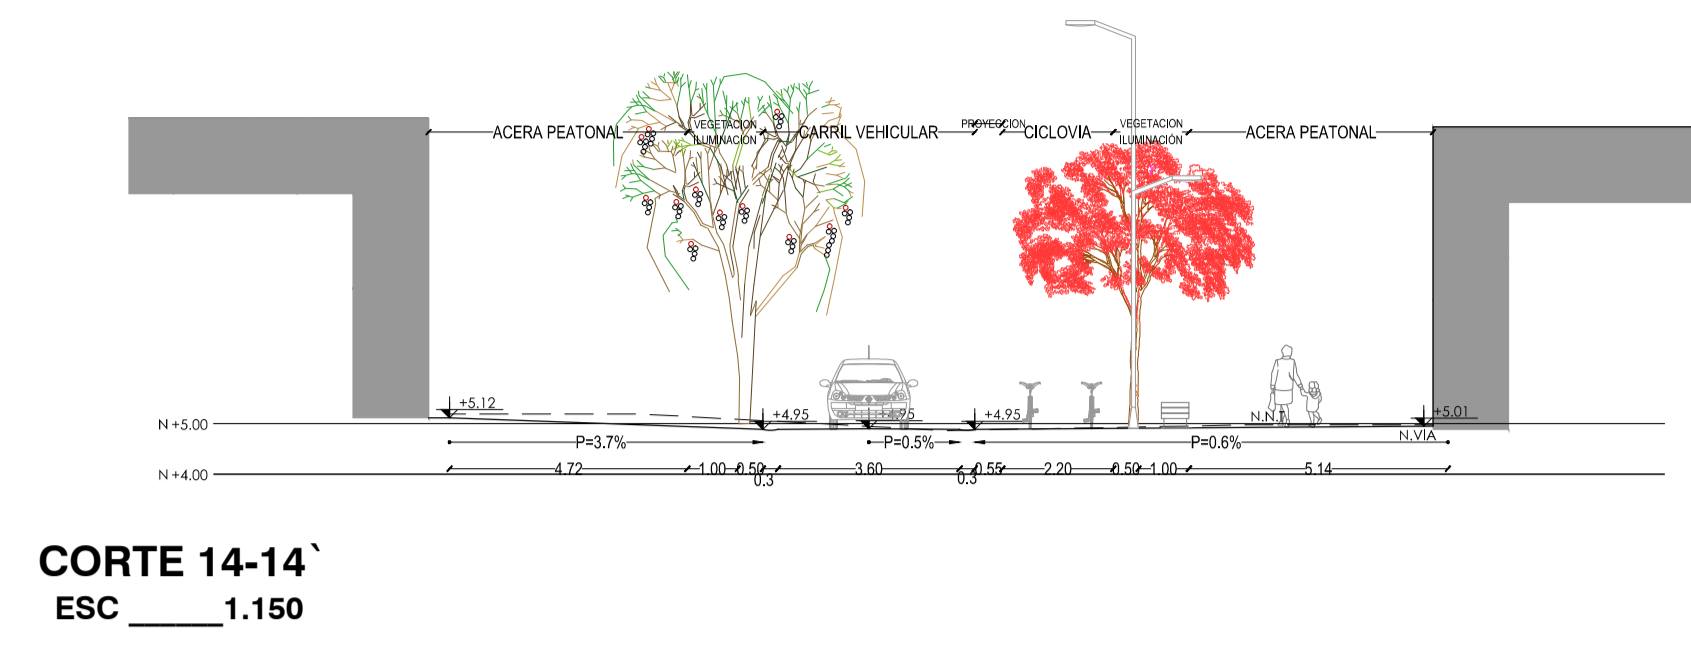 ACERA PEATONAL
VEGETACION
ILUMINACIÓN
CARRIL VEHICULAR
PROYECCION
CICLOVIA
VEGETACION
ILUMINACIÓN
ACERA PEATONAL
+5.12
+4.95
+4.95
+4.95
N.N.T.
+5.01
N +5.00
N.VÍA
P=3.7%
P=0.5%
P=0.6%
4.72
1.00
0.50
0.3
3.60
0.3
0.55
2.20
0.50
1.00
5.14
N +4.00
CORTE 14-14`
ESC ______1.150